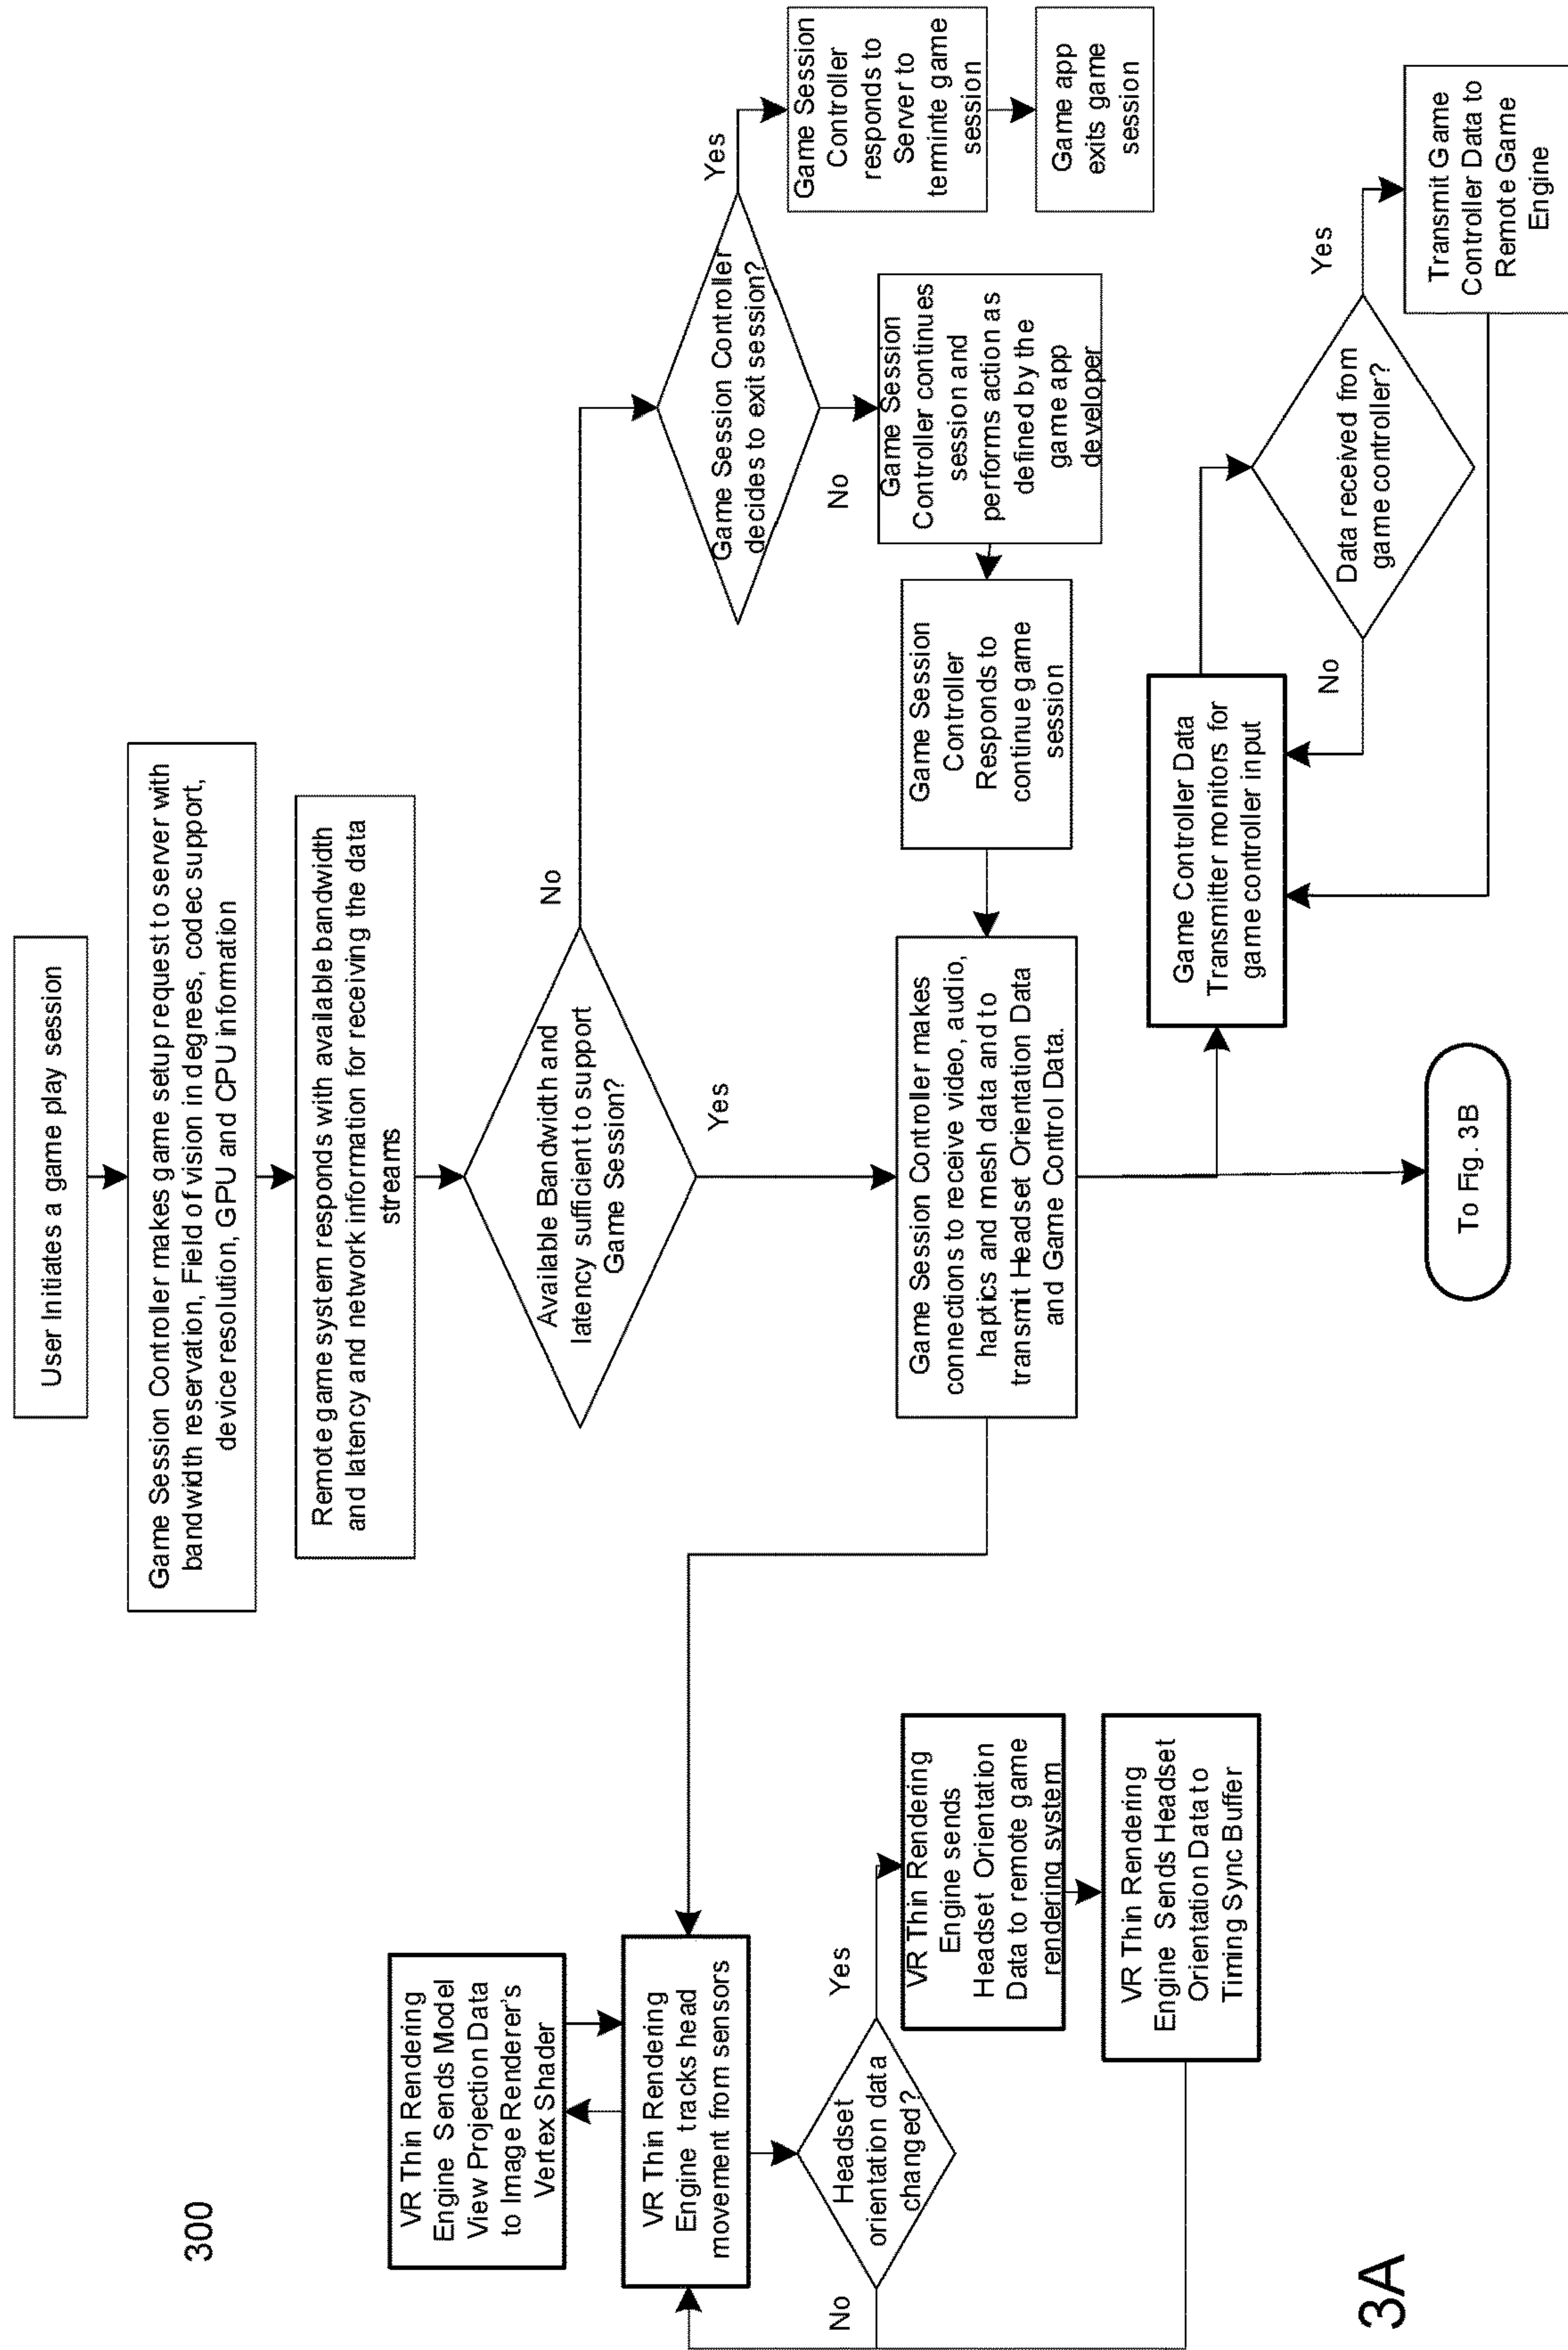 300
User Initiates a game play session
Game Session Controller makes game setup request to server with
bandwidth reservation, Field of vision in degrees, codec support,
device resolution, GPU and CPU information
Remote game system responds with available bandwidth
and latency and network information for receiving the data
streams
Available Bandwidth and
latency sufficient to support
Game Session?
No
Yes
Game Session Controller
decides to exit session?
Yes
No
Game Session
Controller
responds to
Server to
terminte game
session
Game app
exits game
session
Game Session
Controller continues
session and
performs action as
defined by the
game app
developer
Game Session
Controller
Responds to
continue game
session
Game Session Controller makes
connections to receive video, audio,
haptics and mesh data and to
transmit Headset Orientation Data
and Game Control Data.
VR Thin Rendering
Engine Sends Model
View Projection Data
to Image Renderer's
Vertex Shader
VR Thin Rendering
Engine tracks head
movement from sensors
Headset
orientation data
changed?
No
Yes
VR Thin Rendering
Engine sends
Headset Orientation
Data to remote game
rendering system
VR Thin Rendering
Engine Sends Headset
Orientation Data to
Timing Sync Buffer
Game Controller Data
Transmitter monitors for
game controller input
Data received from
game controller?
No
Yes
Transmit Game
Controller Data to
Remote Game
Engine
To Fig. 3B
3A